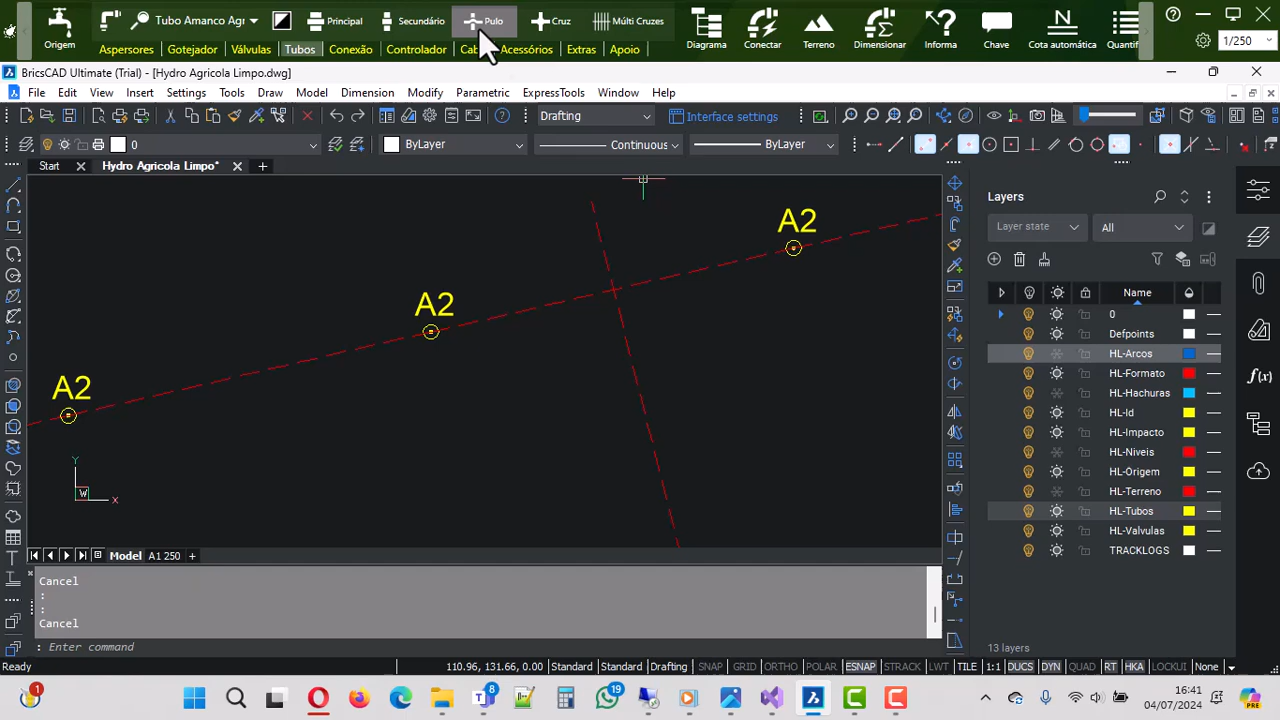 Tubo Amanco Agr
Principal
Secundário
Pulo
Cruz
Múlti Cruzes
Origem
Diagrama
Conectar
Terreno
Dimensionar
Informa
Chave
Cota automática
Quantif
1/250
Aspersores
Gotejador
Válvulas
Tubos
Conexão
Controlador
Acessórios
Extras
Apoio
BricsCAD Ultimate (Trial) - [Hydro Agricola Limpo.dwg]
File Edit View Insert Settings Tools Draw Model Dimension Modify Parametric ExpressTools Window Help
Drafting
Interface settings
0
ByLayer
Continuous
ByLayer
Start
Hydro Agricola Limpo*
A2
A2
A2
Y
W
X
Model
A1 250
Layers
Layer state
All
Name
0
Defpoints
HL-Arcos
HL-Formato
HL-Hachuras
HL-Id
HL-Impacto
HL-Niveis
HL-Origem
HL-Terreno
HL-Tubos
HL-Valvulas
TRACKLOGS
13 layers
f(x)
Cancel
:
:
Cancel
: Enter command
Ready
110.96, 131.66, 0.00 Standard Standard Drafting SNAP GRID ORTHO POLAR ESNAP STRACK LWT TILE 1:1 DUCS DYN QUAD RT HKA LOCKUI None
1
8
19
16:41
04/07/2024
PRE